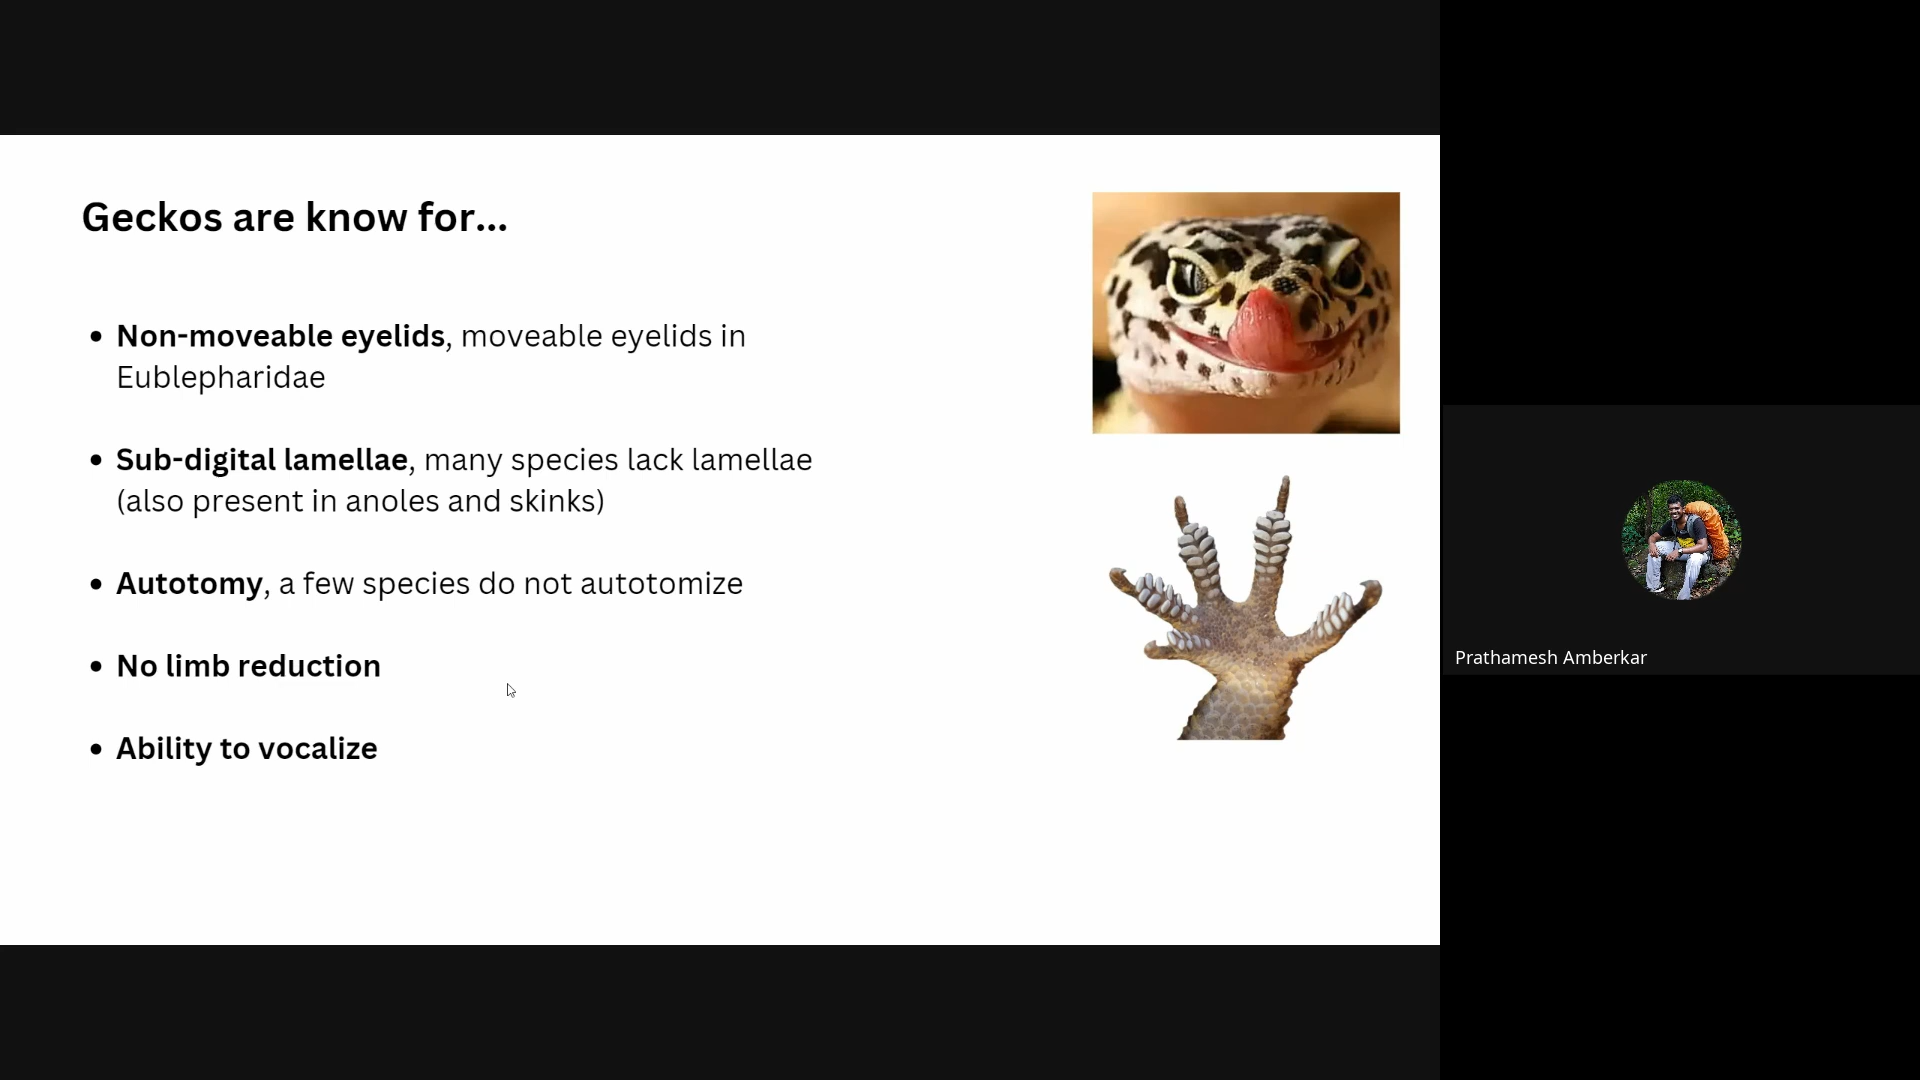 Geckos are know for...
• Non-moveable eyelids, moveable eyelids in
Eublepharidae
• Sub-digital lamellae, many species lack lamellae
(also present in anoles and skinks)
• Autotomy, a few species do not autotomize
• No limb reduction
• Ability to vocalize
Prathamesh Amberkar